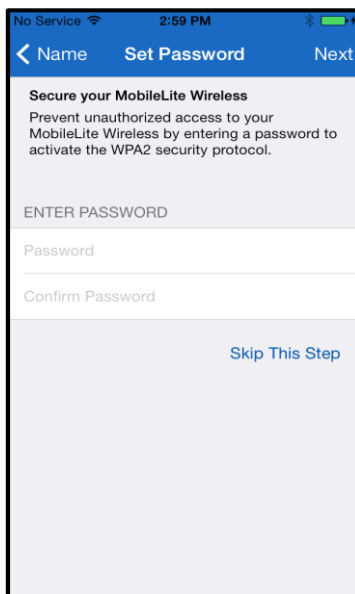 No Service 2:59 PM
Name Set Password Next
Secure your MobileLite Wireless
Prevent unauthorized access to your
MobileLite Wireless by entering a password to
activate the WPA2 security protocol.
ENTER PASSWORD
Password
Confirm Password
Skip This Step